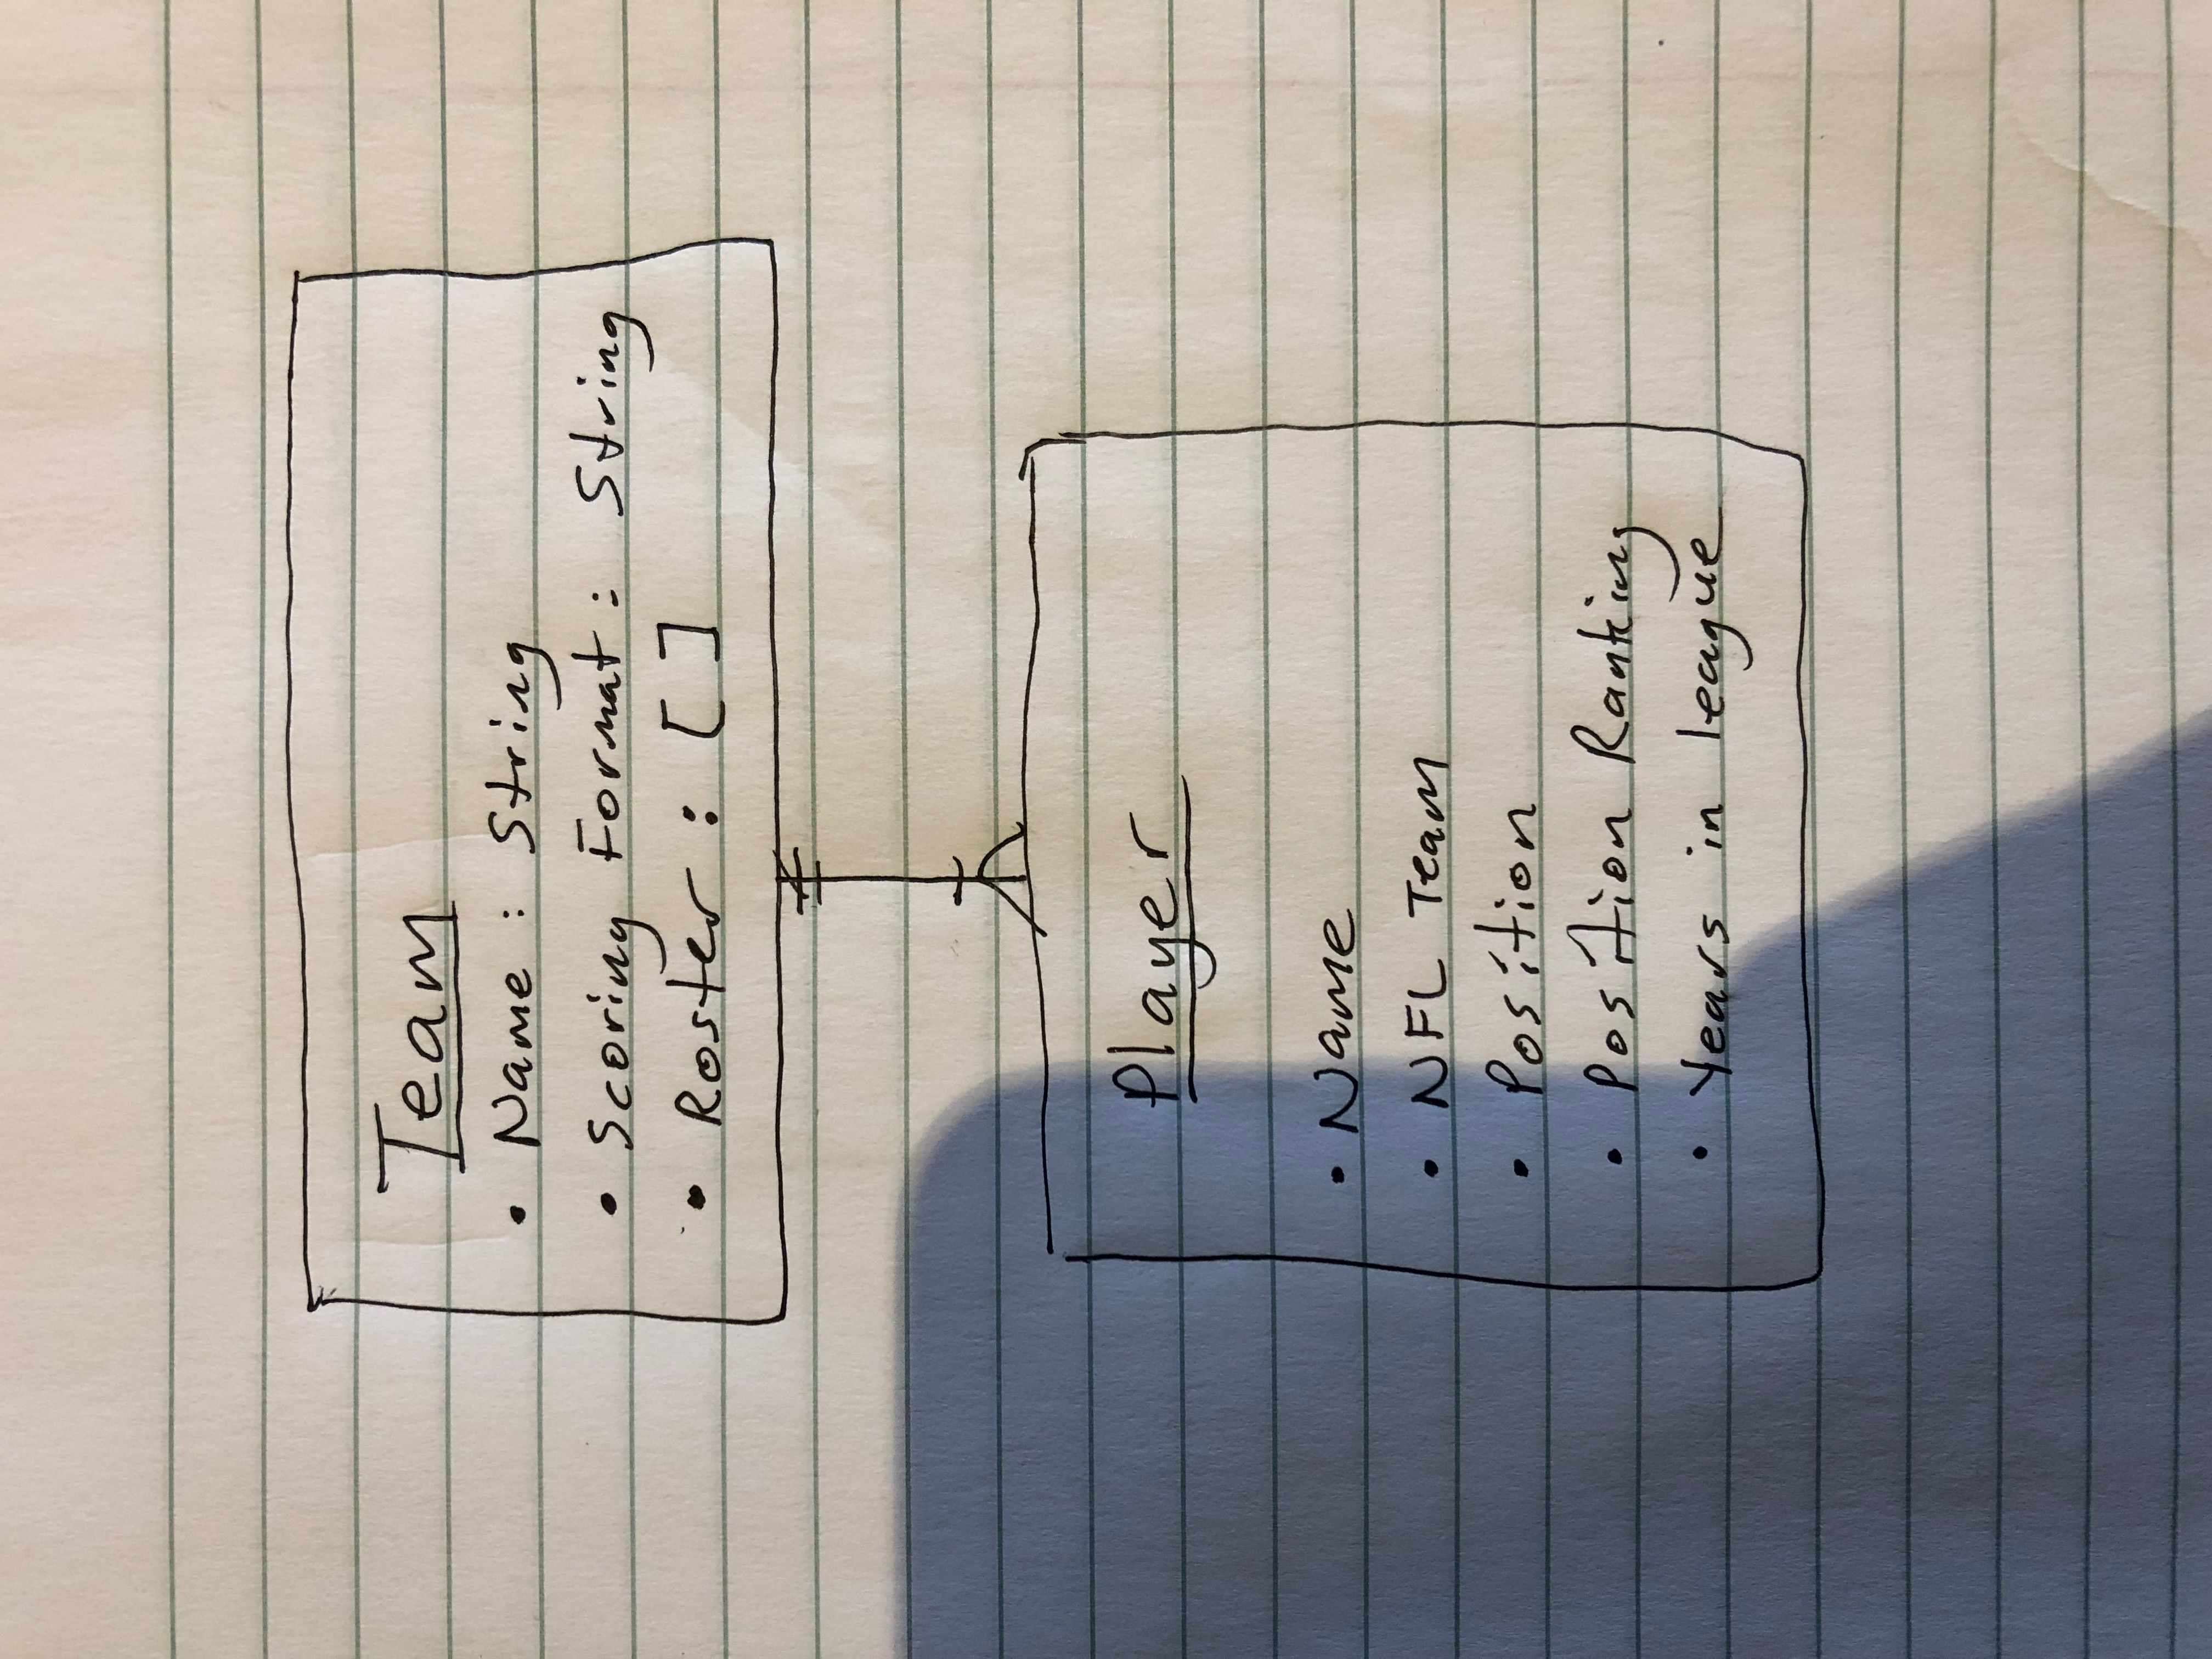 Team
• Name : String
• Scoring Format : String
• Roster : [ ]
Player
• Name
• NFL Team
• Position
• Position Ranking
• Years in league